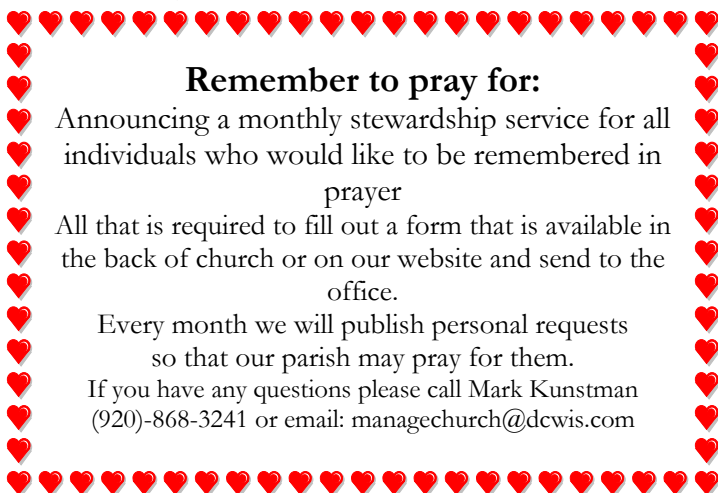 Remember to pray for:
Announcing a monthly stewardship service for all
individuals who would like to be remembered in
prayer
All that is required to fill out a form that is available in
the back of church or on our website and send to the
office.
Every month we will publish personal requests
so that our parish may pray for them.
If you have any questions please call Mark Kunstman
(920)-868-3241 or email: managechurch@dcwis.com